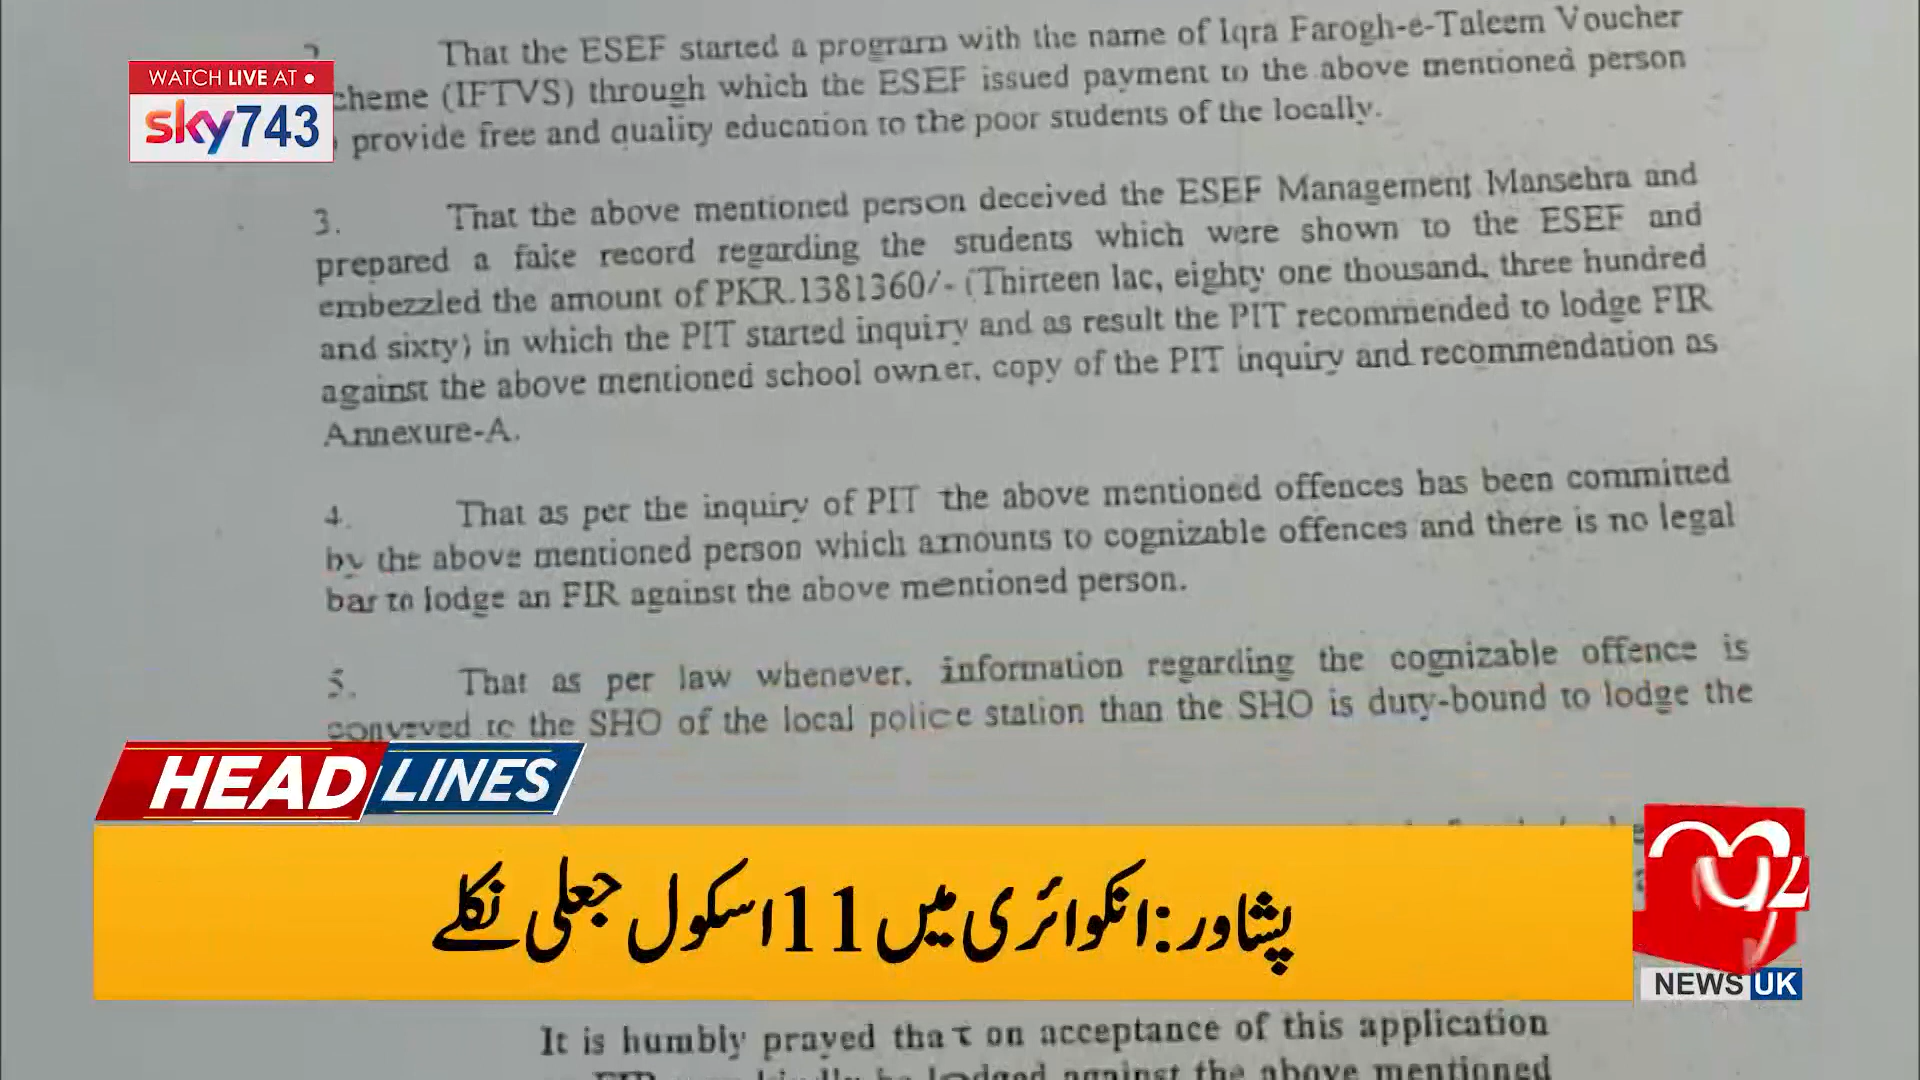 That the ESEF started a program with the name of Iqra Farogh-e-Taleem Voucher
WATCH LIVE AT
cheme (IFTVS) through which the ESEF issued payment to the above mentioned person
sky743
provide free and quality education to the poor students of the locally.
3. That the above mentioned person deceived the ESEF Management Mansehra and
prepared a fake record regarding the students which were shown to the ESEF and
embezzled the amount of PKR.1381360/- (Thirteen lac, eighty one thousand, three hundred
and sixty) in which the PIT started inquiry and as result the PIT recommended to lodge FIR
against the above mentioned school owner, copy of the PIT inquiry and recommendation as
Annexure-A.
4. That as per the inquiry of PIT the above mentioned offences has been committed
by the above mentioned person which amounts to cognizable offences and there is no legal
bar to lodge an FIR against the above mentioned person.
5. That as per law whenever, information regarding the cognizable offence is
conveyed to the SHO of the local police station than the SHO is duty-bound to lodge the
HEADLINES
پشاور: انکوائری میں 11 اسکول جعلی نکلے
92
NEWS UK
It is humbly prayed that on acceptance of this application
lodged against the above mentioned